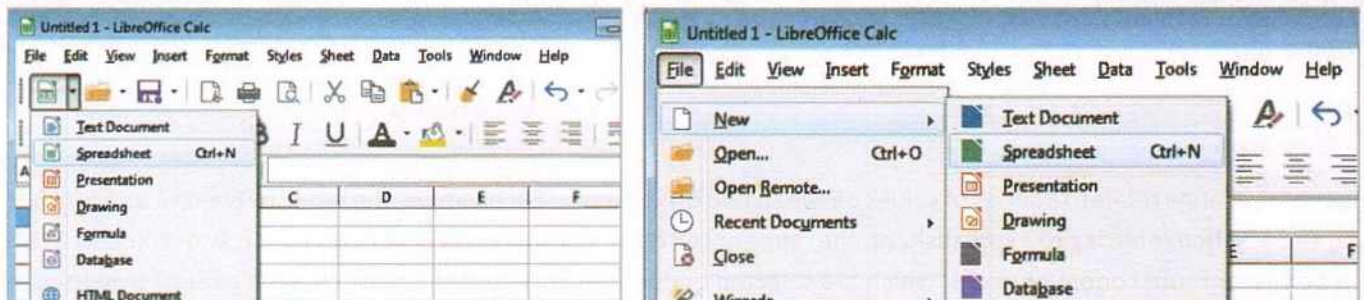 Untitled 1 - LibreOffice Calc
File Edit View Insert Format Styles Sheet Data Tools Window Help
Text Document
I U A
Spreadsheet Ctrl+N
Presentation
C D E F
Drawing
Formula
Database
HTML Document
Untitled 1 - LibreOffice Calc
File Edit View Insert Format Styles Sheet Data Tools Window Help
New
Open... Ctrl+O
Open Remote...
Recent Documents
Close
Text Document
Spreadsheet Ctrl+N
Presentation
Drawing
Formula
Database
E F